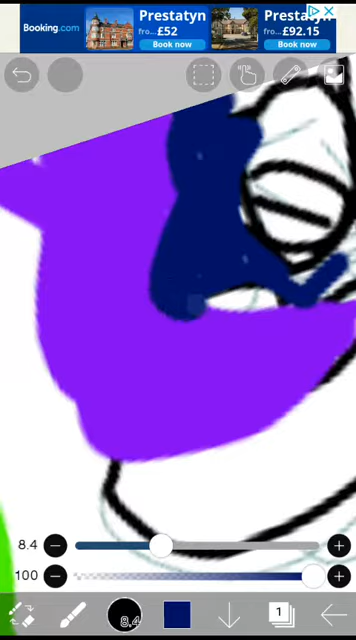 Booking.com
Prestatyn
fro... £52
Book now
Prestatyn
fro... £92.15
Book now
8.4
100
8.4
1